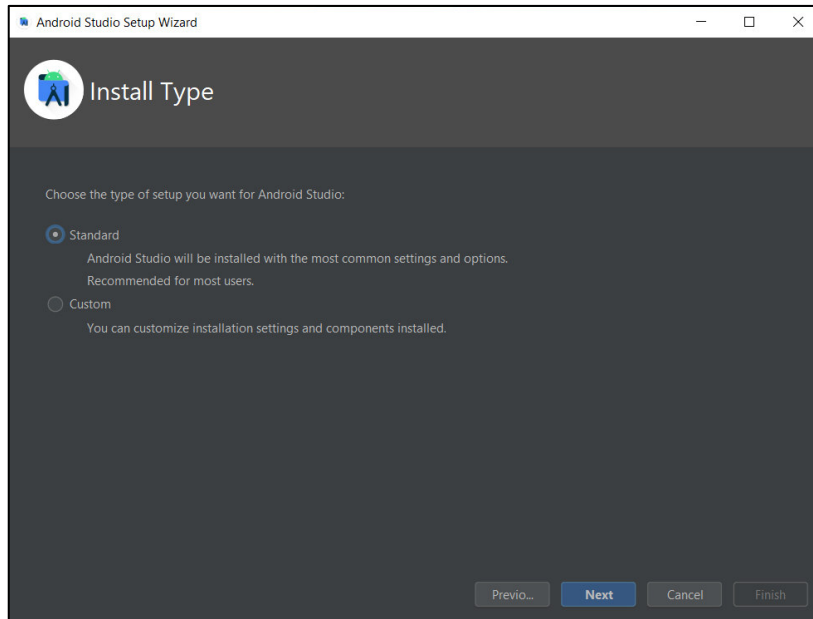 Android Studio Setup Wizard
Install Type
Choose the type of setup you want for Android Studio:
Standard
Android Studio will be installed with the most common settings and options.
Recommended for most users.
Custom
You can customize installation settings and components installed.
Previo... Next Cancel Finish